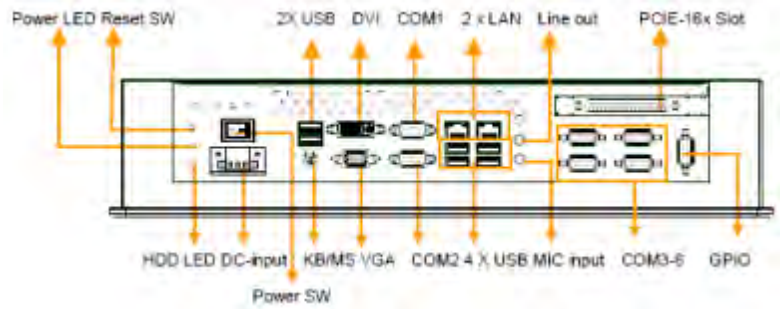 Power LED Reset SW 2X USB DVI COM1 2 x LAN Line out PCIE-16x Slot
HDD LED DC-input KB/MS VGA COM2 4 X USB MIC input COM3-6 GPIO
Power SW